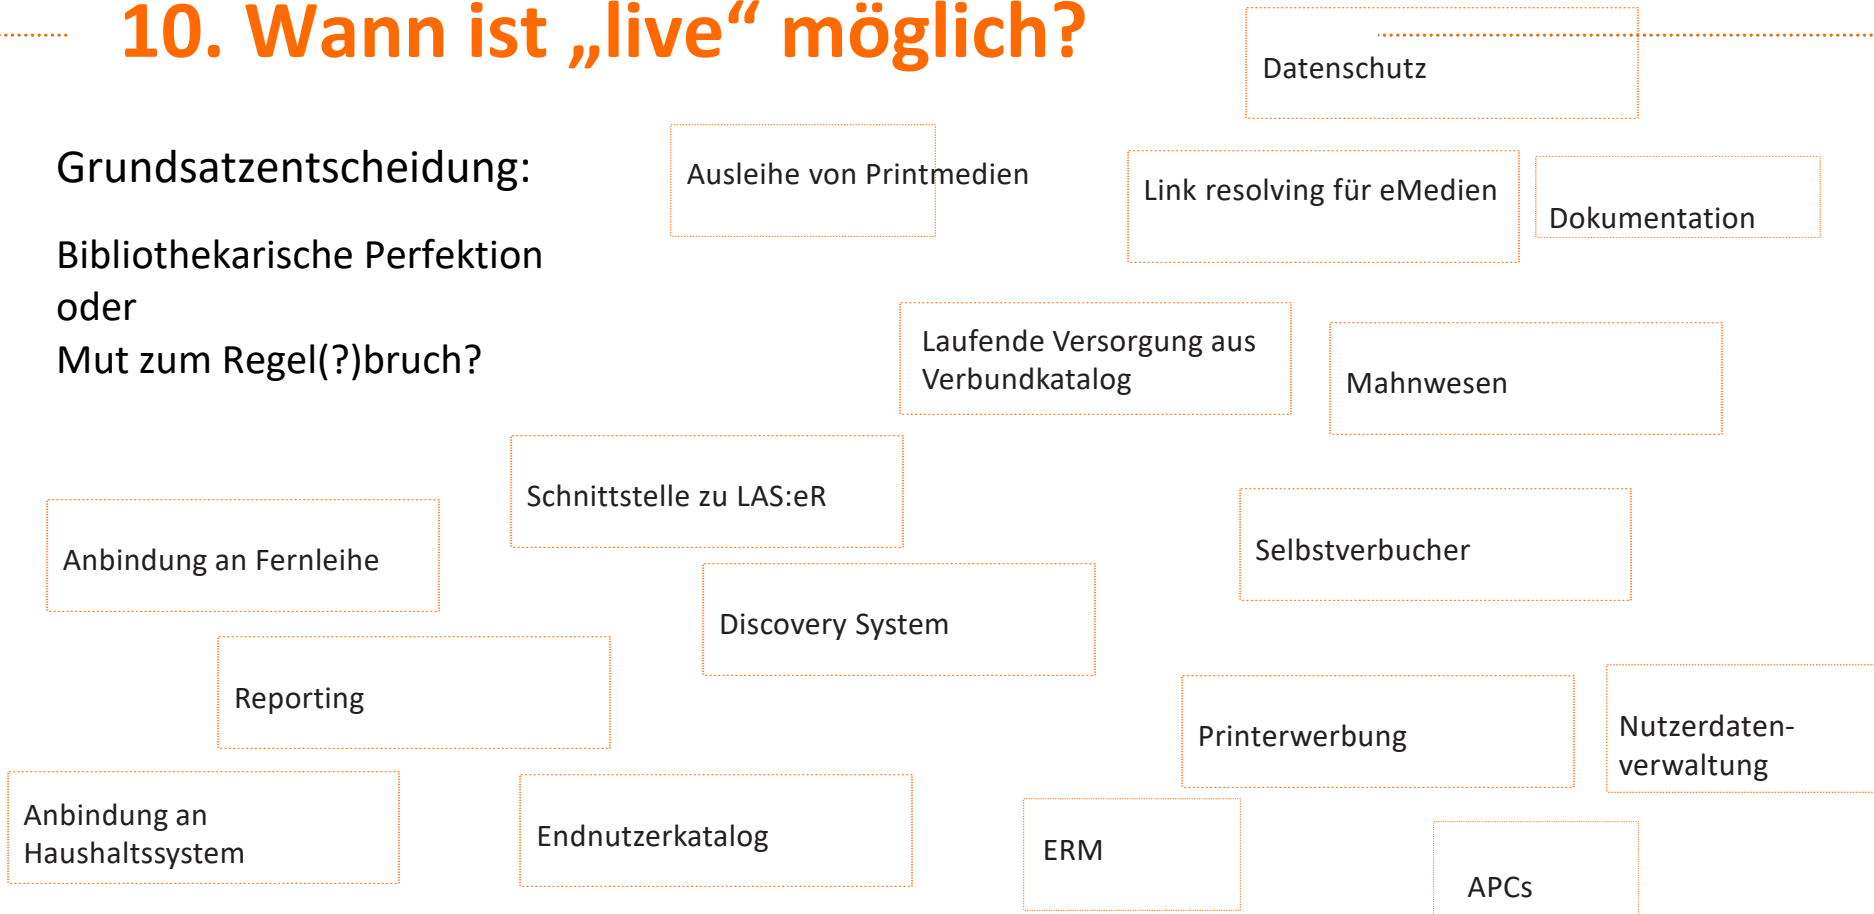 10. Wann ist „live“ möglich?
Datenschutz
Grundsatzentscheidung:
Ausleihe von Printmedien
Link resolving für eMedien
Dokumentation
Bibliothekarische Perfektion
oder
Mut zum Regel(?)bruch?
Laufende Versorgung aus
Verbundkatalog
Mahnwesen
Schnittstelle zu LAS:eR
Anbindung an Fernleihe
Selbstverbucher
Discovery System
Reporting
Printerwerbung
Nutzerdaten-
verwaltung
Anbindung an
Haushaltssystem
Endnutzerkatalog
ERM
APCs